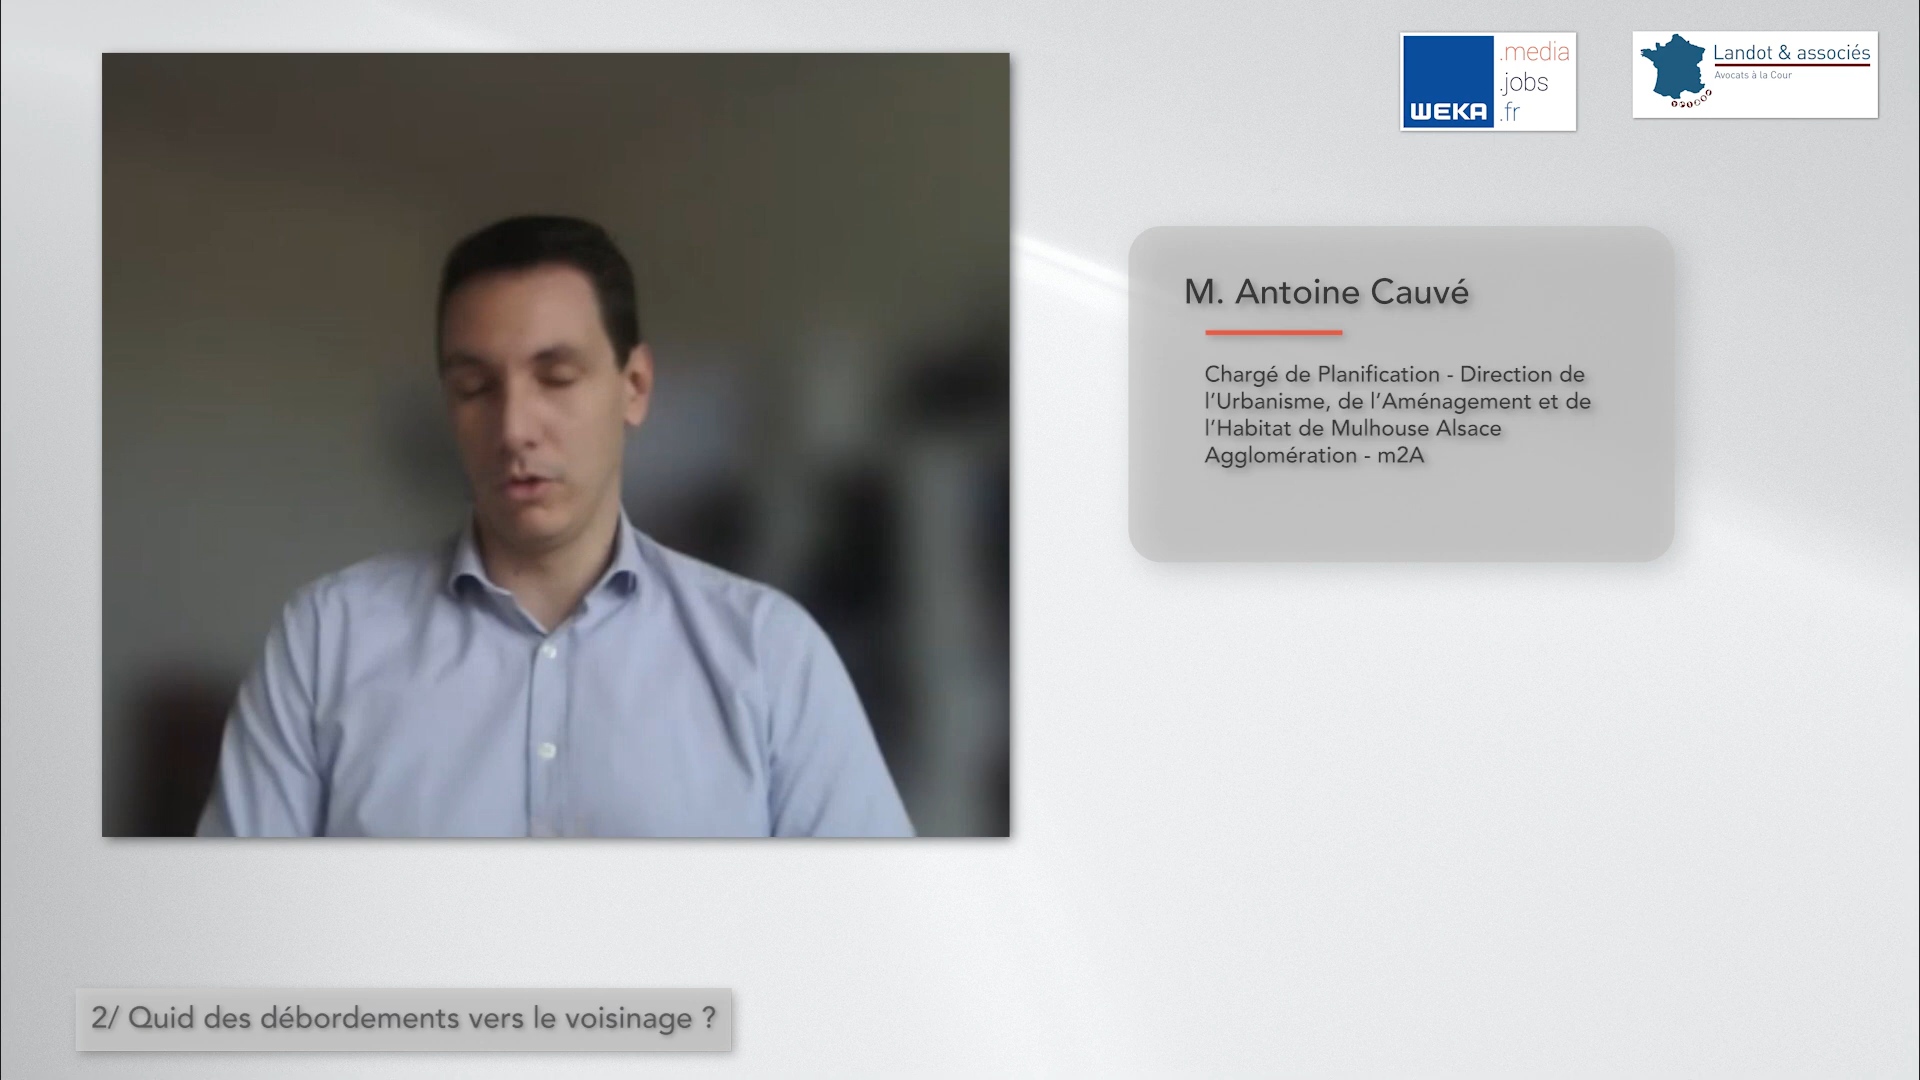 WEKA
.media
.jobs
.fr
Landot & associés
Avocats à la Cour
M. Antoine Cauvé
Chargé de Planification - Direction de
l'Urbanisme, de l'Aménagement et de
l'Habitat de Mulhouse Alsace
Agglomération - m2A
2/ Quid des débordements vers le voisinage ?